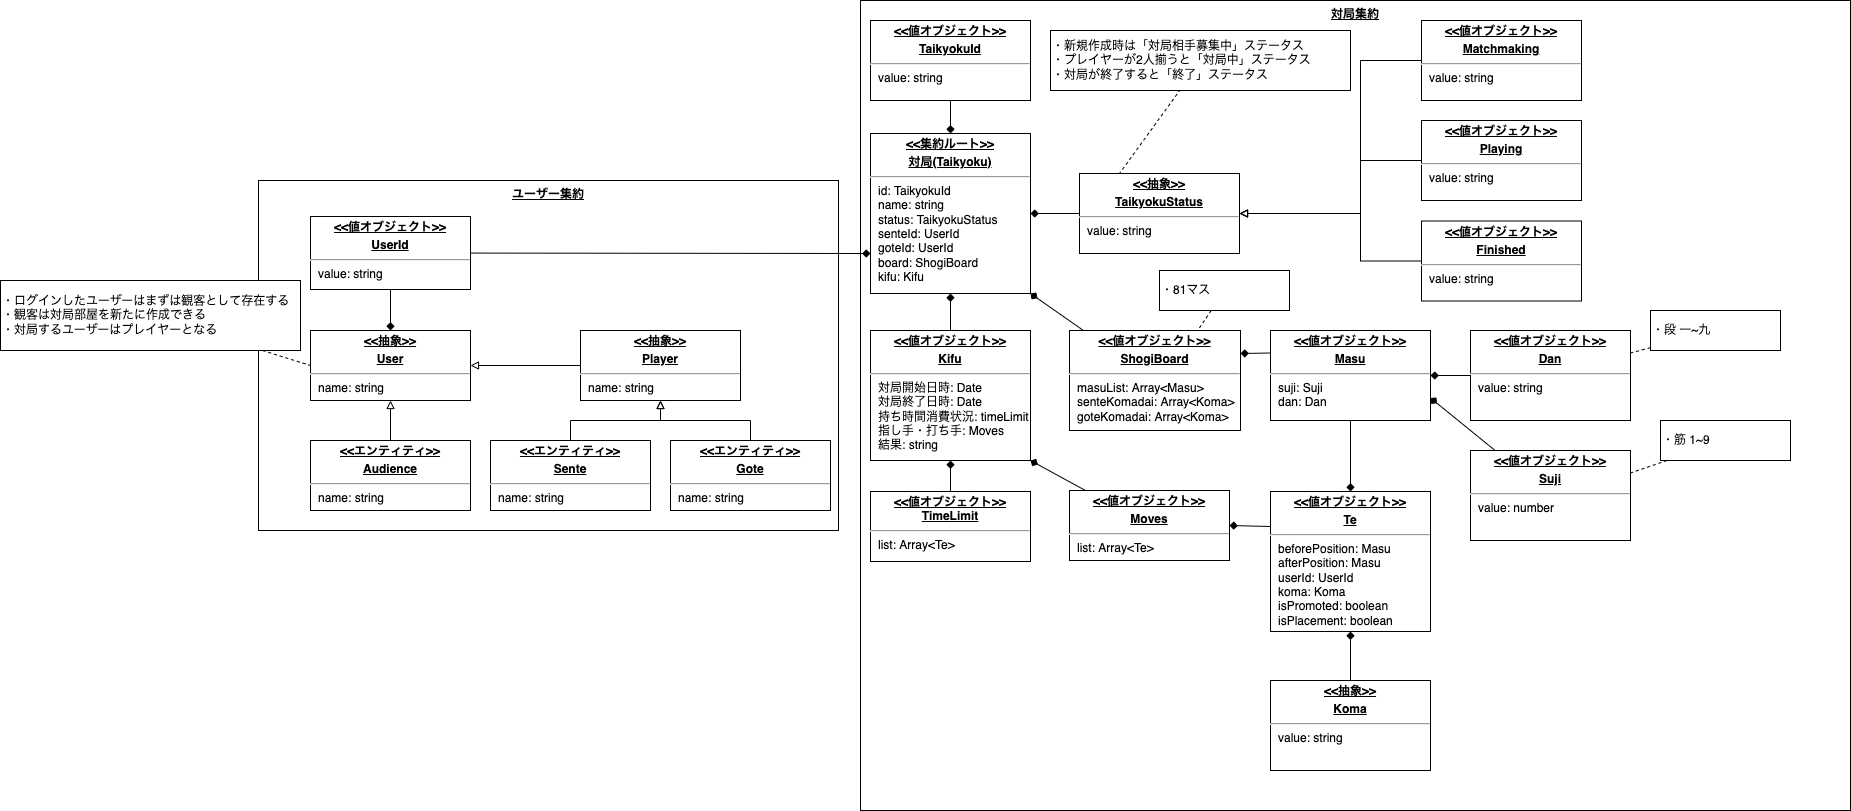 対局集約
<<値オブジェクト>>
TaikyokuId
value: string
・新規作成時は「対局相手募集中」ステータス
・プレイヤーが2人揃うと「対局中」ステータス
・対局が終了すると「終了」ステータス
<<値オブジェクト>>
Matchmaking
value: string
<<値オブジェクト>>
Playing
value: string
<<値オブジェクト>>
Finished
value: string
<<集約ルート>>
対局(Taikyoku)
id: TaikyokuId
name: string
status: TaikyokuStatus
senteId: UserId
goteId: UserId
board: ShogiBoard
kifu: Kifu
<<抽象>>
TaikyokuStatus
value: string
ユーザー集約
<<値オブジェクト>>
UserId
value: string
・ログインしたユーザーはまずは観客として存在する
・観客は対局部屋を新たに作成できる
・対局するユーザーはプレイヤーとなる
<<抽象>>
User
name: string
<<抽象>>
Player
name: string
<<エンティティ>>
Audience
name: string
<<エンティティ>>
Sente
name: string
<<エンティティ>>
Gote
name: string
<<値オブジェクト>>
Kifu
対局開始日時: Date
対局終了日時: Date
持ち時間消費状況: timeLimit
指し手・打ち手: Moves
結果: string
・81マス
<<値オブジェクト>>
ShogiBoard
masuList: Array<Masu>
senteKomadai: Array<Koma>
goteKomadai: Array<Koma>
<<値オブジェクト>>
Masu
suji: Suji
dan: Dan
<<値オブジェクト>>
Dan
value: string
・段 一~九
・筋 1~9
<<値オブジェクト>>
Suji
value: number
<<値オブジェクト>>
TimeLimit
list: Array<Te>
<<値オブジェクト>>
Moves
list: Array<Te>
<<値オブジェクト>>
Te
beforePosition: Masu
afterPosition: Masu
userId: UserId
koma: Koma
isPromoted: boolean
isPlacement: boolean
<<抽象>>
Koma
value: string